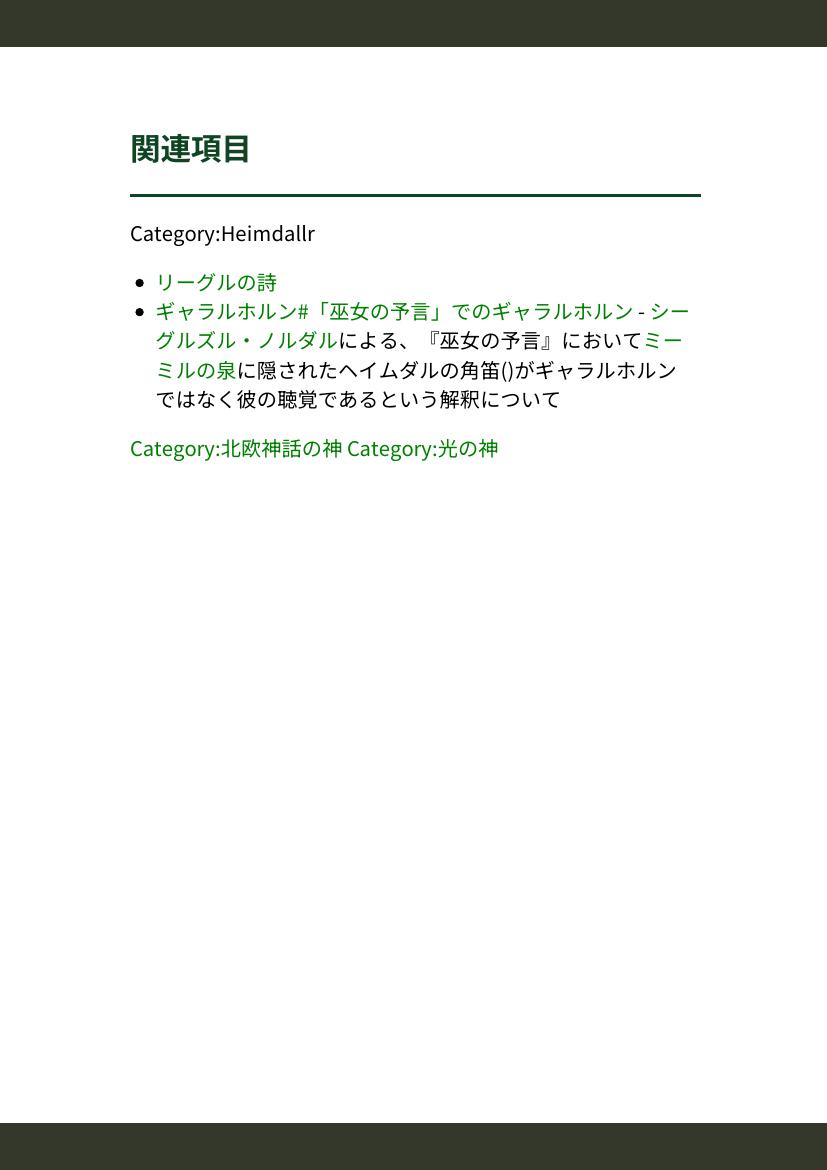 関連項目
Category:Heimdallr
リーグルの詩
ギャラルホルン#「巫女の予言」でのギャラルホルン - シー
グルズル・ノルダルによる、『巫女の予言』においてミー
ミルの泉に隠されたヘイムダルの角笛()がギャラルホルン
ではなく彼の聴覚であるという解釈について
Category:北欧神話の神 Category:光の神